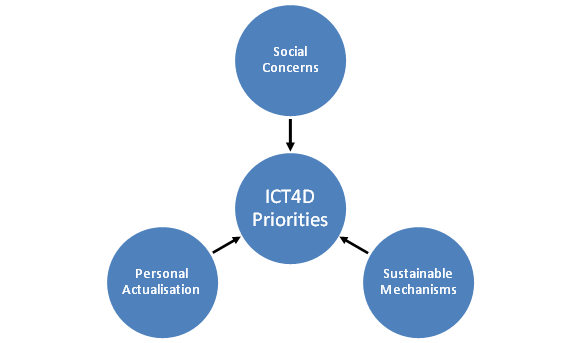 Social
Concerns
ICT4D
Priorities
Personal
Actualisation
Sustainable
Mechanisms